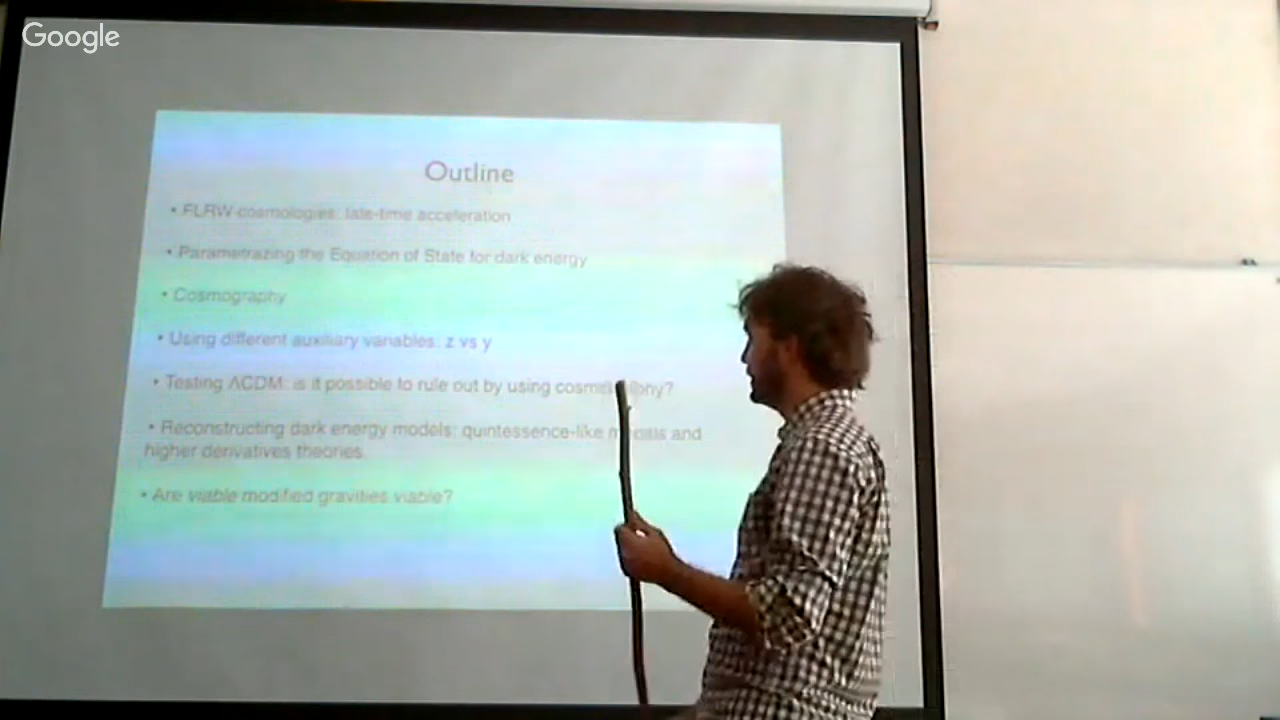 Google
Outline
• FLRW cosmologies: late-time acceleration
• Parametrazing the Equation of State for dark energy
• Cosmography
• Using different auxiliary variables: z vs y
• Testing ΛCDM: is it possible to rule out by using
• Reconstructing dark energy models: quintessence-like and
higher derivatives theories.
• Are viable modified gravities viable?